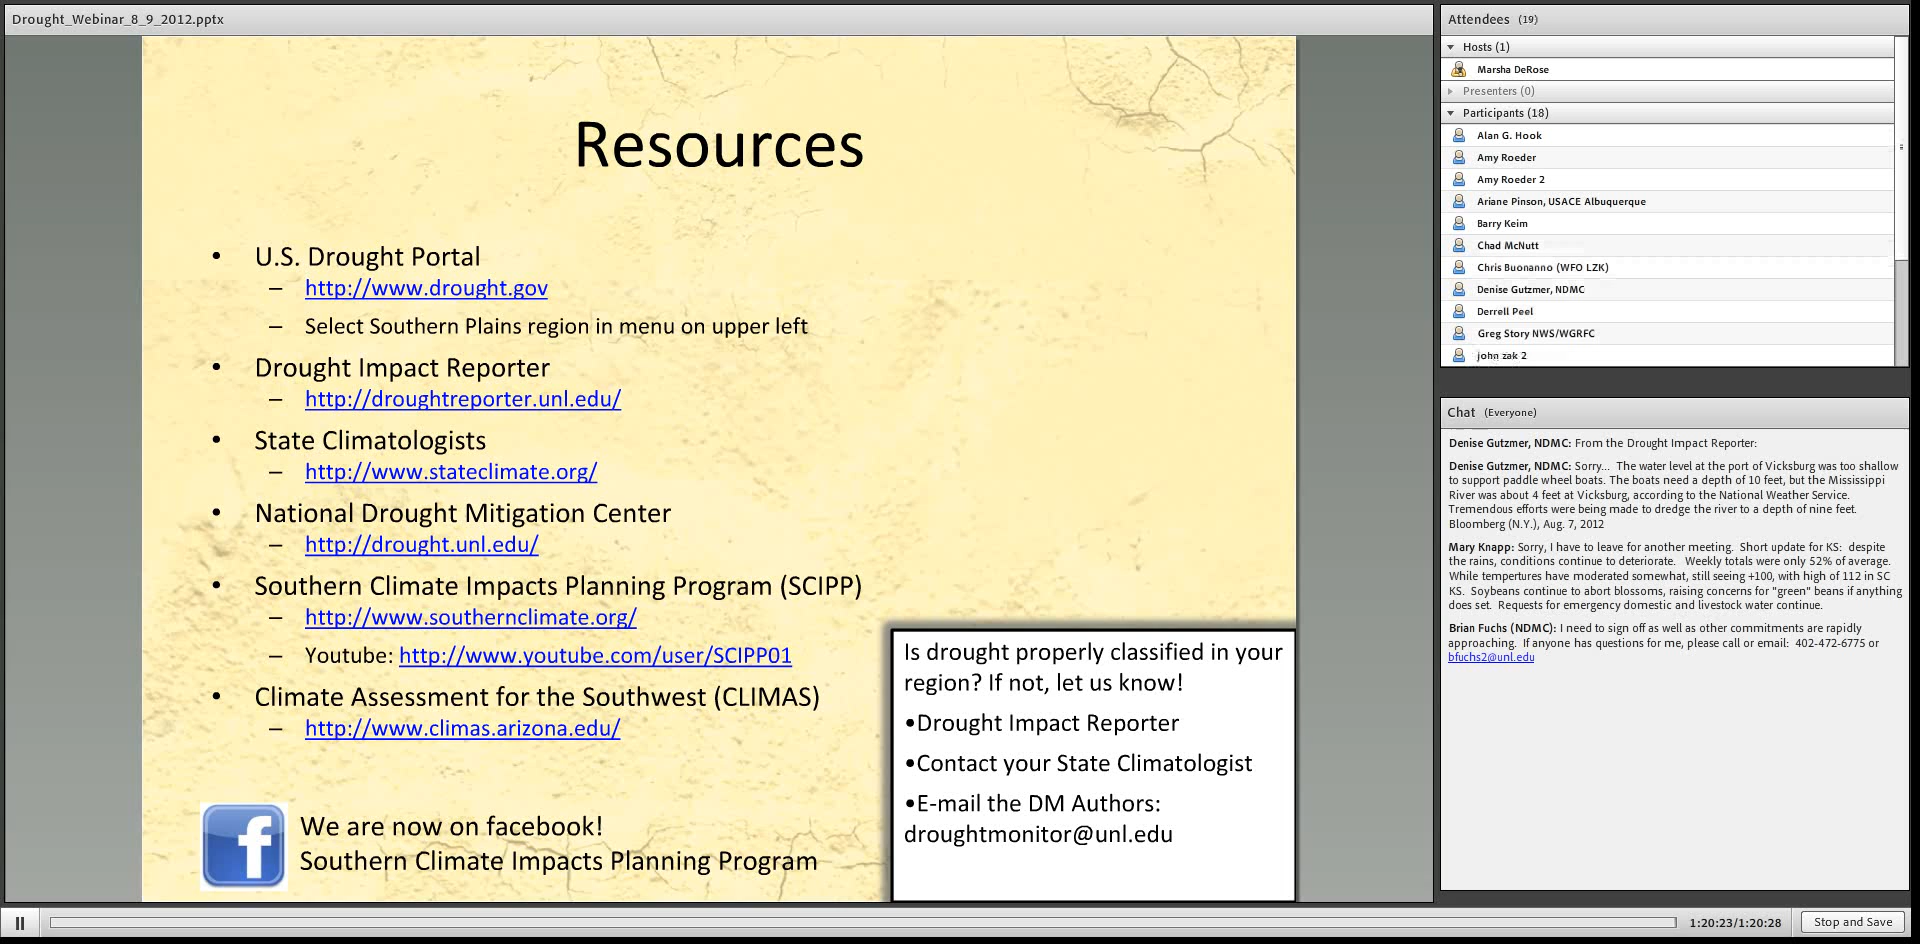 Drought_Webinar_8_9_2012.pptx
Resources
• U.S. Drought Portal
– http://www.drought.gov
– Select Southern Plains region in menu on upper left
• Drought Impact Reporter
– http://droughtreporter.unl.edu/
• State Climatologists
– http://www.stateclimate.org/
• National Drought Mitigation Center
– http://drought.unl.edu/
• Southern Climate Impacts Planning Program (SCIPP)
– http://www.southernclimate.org/
– Youtube: http://www.youtube.com/user/SCIPP01
• Climate Assessment for the Southwest (CLIMAS)
– http://www.climas.arizona.edu/
f
We are now on facebook!
Southern Climate Impacts Planning Program
Is drought properly classified in your
region? If not, let us know!
•Drought Impact Reporter
•Contact your State Climatologist
•E-mail the DM Authors:
droughtmonitor@unl.edu
Attendees (19)
Hosts (1)
Marsha DeRose
Presenters (0)
Participants (18)
Alan G. Hook
Amy Roeder
Amy Roeder 2
Ariane Pinson, USACE Albuquerque
Barry Keim
Chad McNutt
Chris Buonanno (WFO LZK)
Denise Gutzmer, NDMC
Derrell Peel
Greg Story NWS/WGRFC
john zak 2
Chat (Everyone)
Denise Gutzmer, NDMC: From the Drought Impact Reporter:
Denise Gutzmer, NDMC: Sorry... The water level at the port of Vicksburg was too shallow
to support paddle wheel boats. The boats need a depth of 10 feet, but the Mississippi
River was about 4 feet at Vicksburg, according to the National Weather Service.
Tremendous efforts were being made to dredge the river to a depth of nine feet.
Bloomberg (N.Y.), Aug. 7, 2012
Mary Knapp: Sorry, I have to leave for another meeting. Short update for KS: despite
the rains, conditions continue to deteriorate. Weekly totals were only 52% of average.
While tempertures have moderated somewhat, still seeing +100, with high of 112 in SC
KS. Soybeans continue to abort blossoms, raising concerns for "green" beans if anything
does set. Requests for emergency domestic and livestock water continue.
Brian Fuchs (NDMC): I need to sign off as well as other commitments are rapidly
approaching. If anyone has questions for me, please call or email: 402-472-6775 or
bfuchs2@unl.edu
1:20:23/1:20:28
Stop and Save